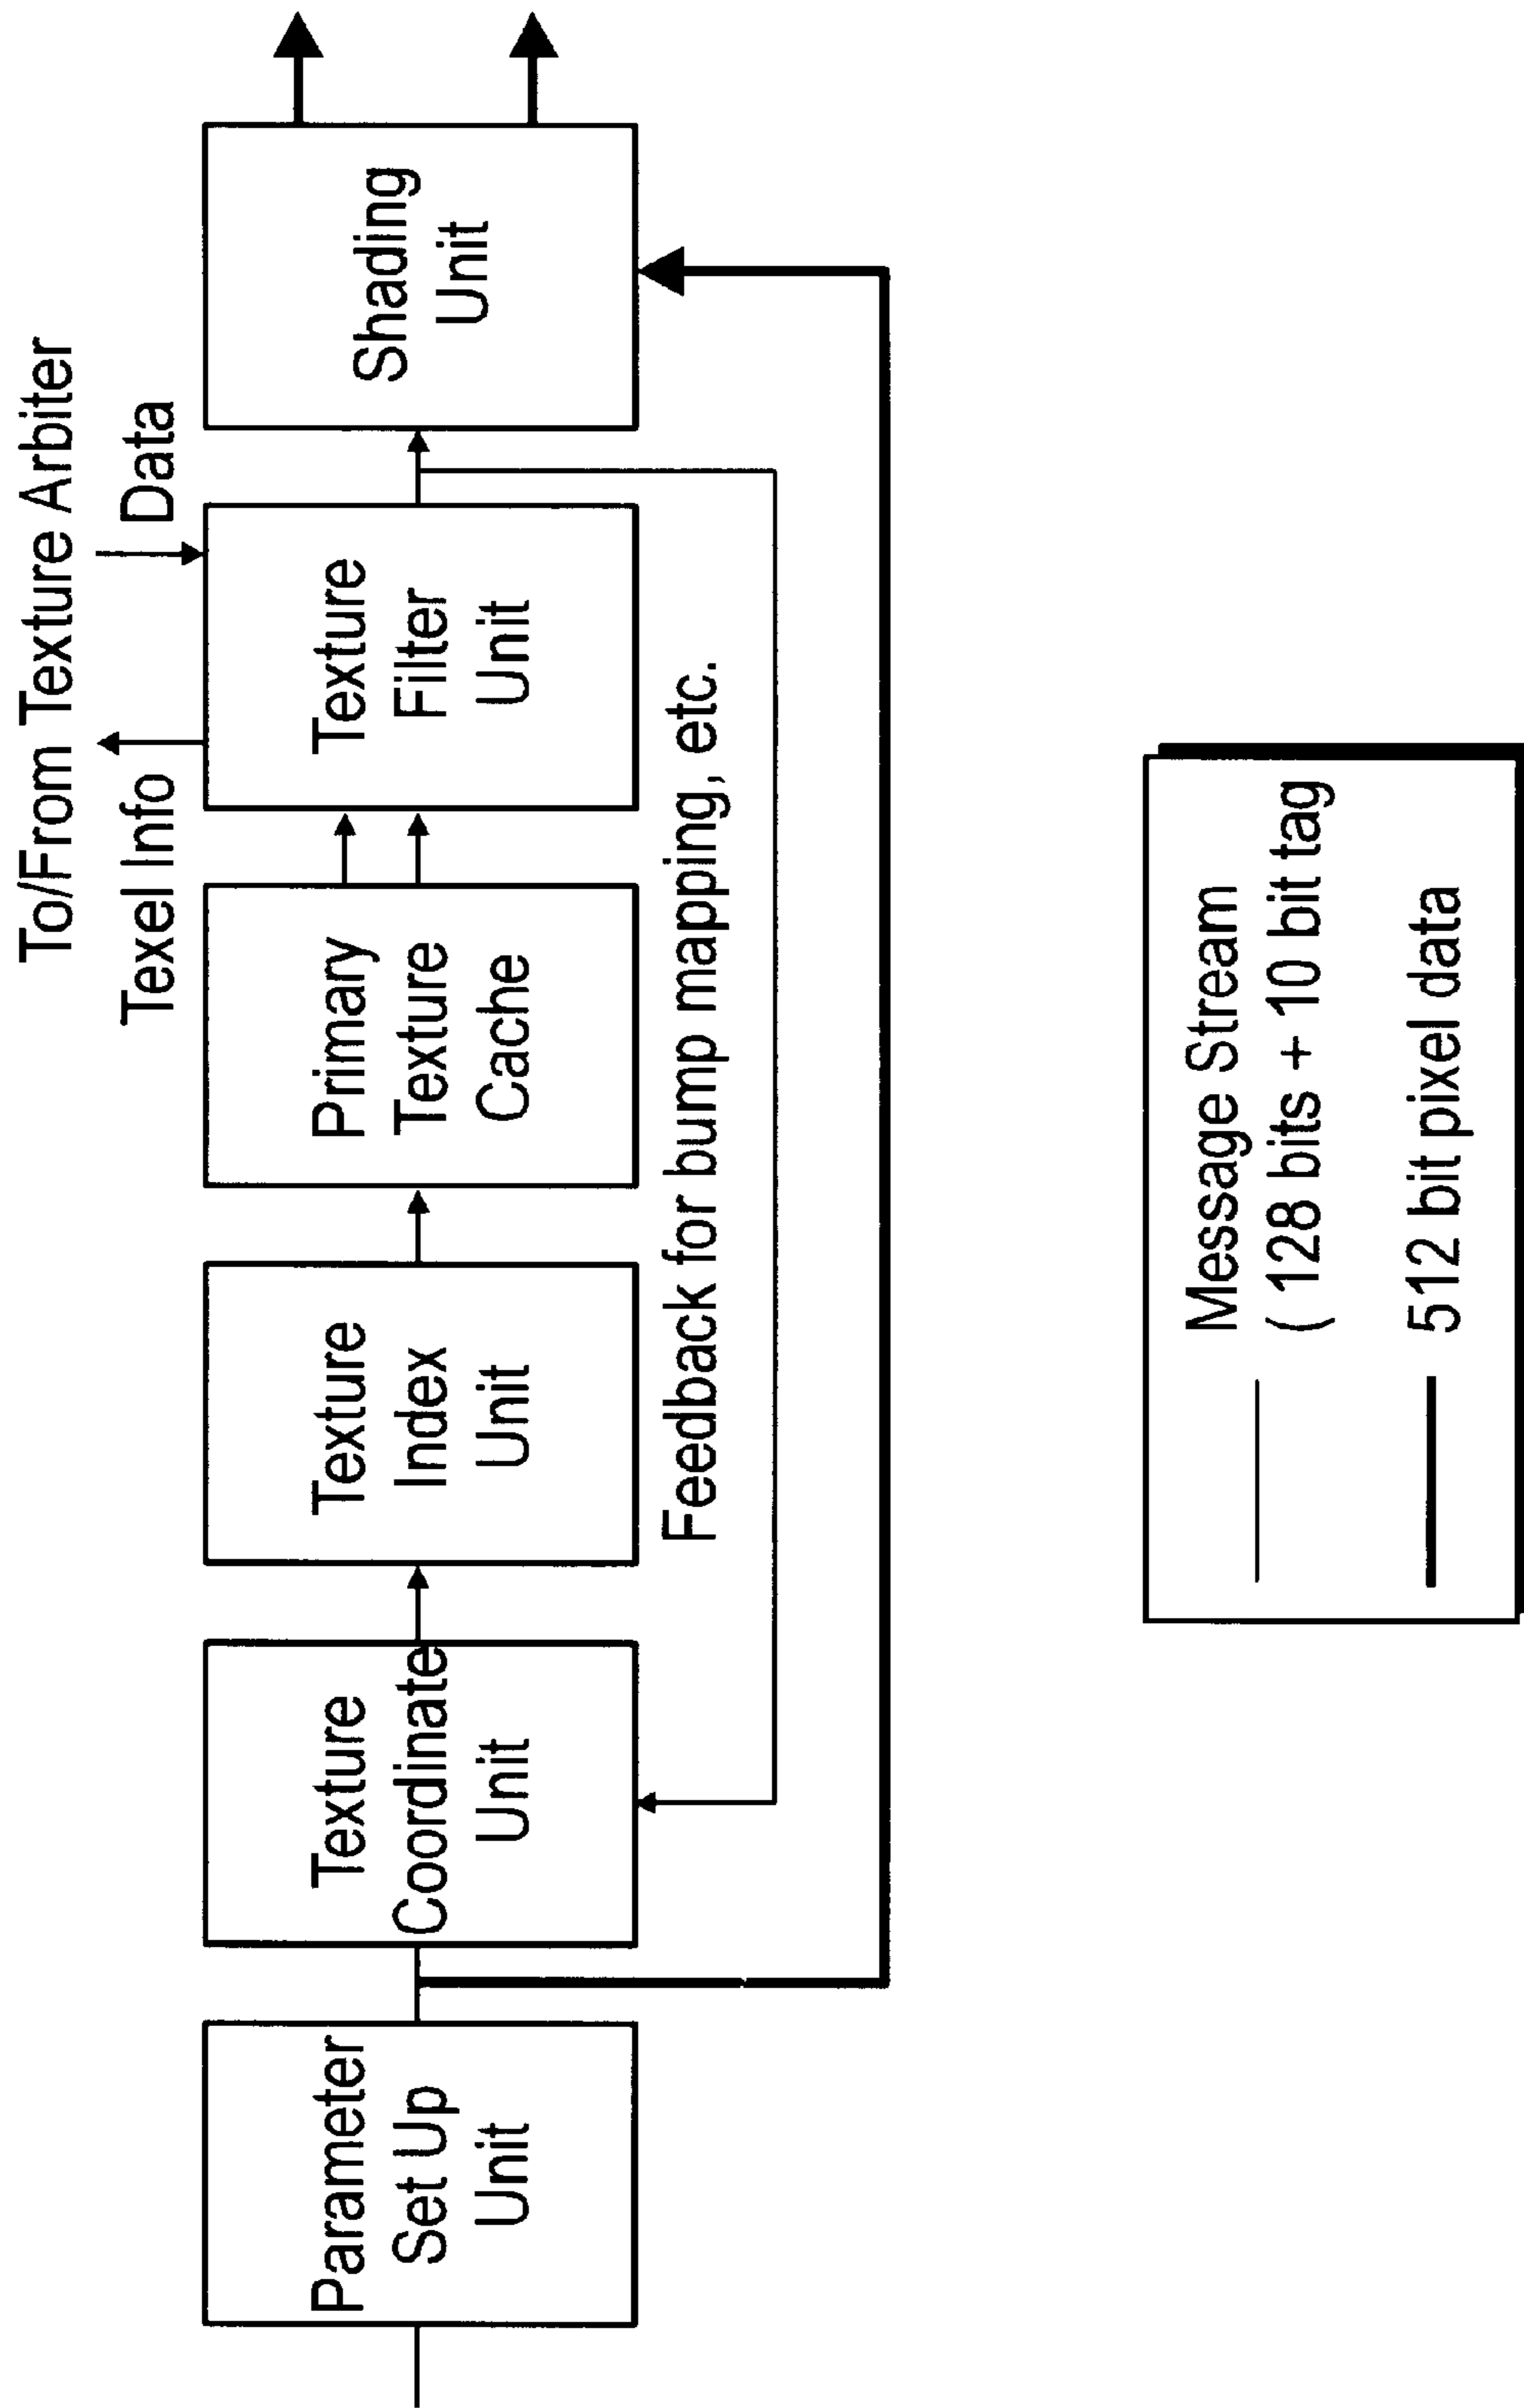 To/From Texture Arbiter
Texel Info
Data
Parameter
Set Up
Unit
Texture
Coordinate
Unit
Texture
Index
Unit
Primary
Texture
Cache
Texture
Filter
Unit
Shading
Unit
Feedback for bump mapping, etc.
Message Stream
( 128 bits + 10 bit tag
512 bit pixel data